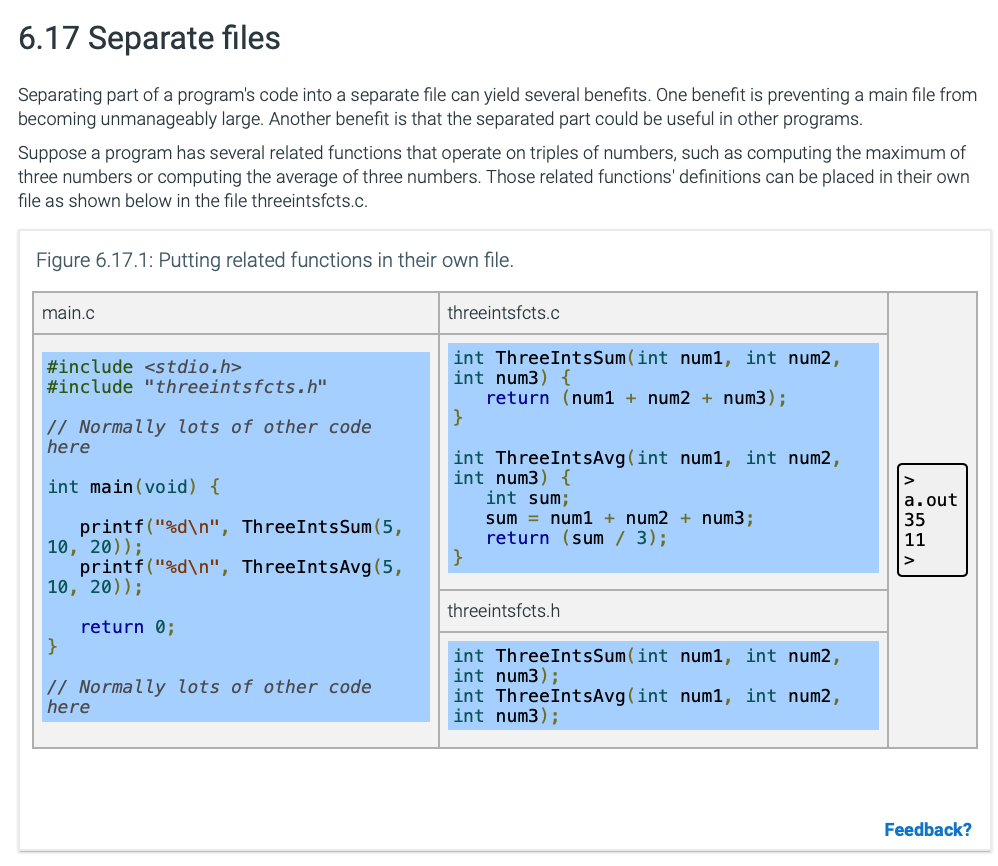 6.17 Separate files
Separating part of a program's code into a separate file can yield several benefits. One benefit is preventing a main file from
becoming unmanageably large. Another benefit is that the separated part could be useful in other programs.
Suppose a program has several related functions that operate on triples of numbers, such as computing the maximum of
three numbers or computing the average of three numbers. Those related functions' definitions can be placed in their own
file as shown below in the file threeintsfcts.c.
Figure 6.17.1: Putting related functions in their own file.
main.c
#include <stdio.h>
#include "threeintsfcts.h"
// Normally lots of other code
here
int main(void) {
printf("%d\n", ThreeIntsSum(5,
10, 20));
printf("%d\n", ThreeIntsAvg(5,
10, 20));
return 0;
}
// Normally lots of other code
here
threeintsfcts.c
int ThreeIntsSum(int num1, int num2,
int num3) {
return (num1 + num2 + num3);
}
int ThreeIntsAvg(int num1, int num2,
int num3) {
int sum;
sum = num1 + num2 + num3;
return (sum / 3);
}
threeintsfcts.h
int ThreeIntsSum(int num1, int num2,
int num3);
int ThreeIntsAvg(int num1, int num2,
int num3);
>
a.out
35
11
>
Feedback?